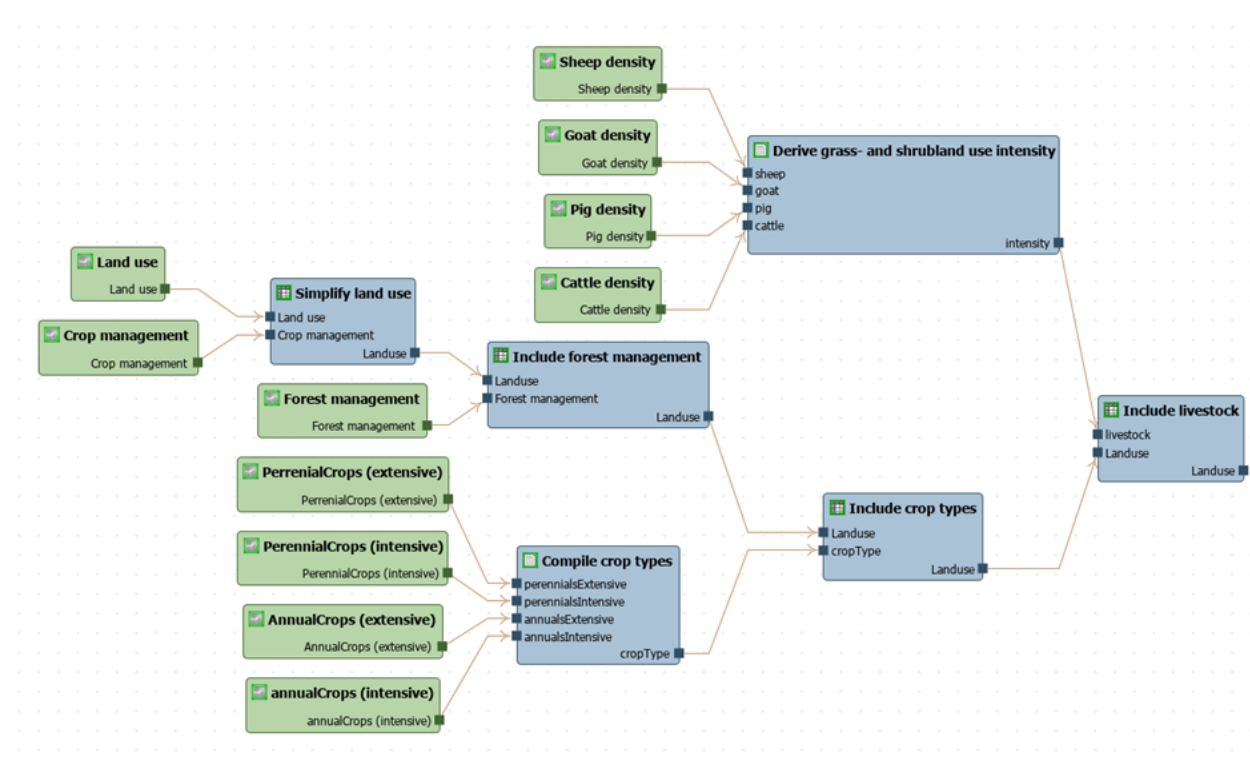 Sheep density
Sheep density
Goat density
Goat density
Pig density
Pig density
Cattle density
Cattle density
Derive grass- and shrubland use intensity
sheep
goat
pig
cattle
intensity
Land use
Land use
Crop management
Crop management
Simplify land use
Land use
Crop management
Landuse
Forest management
Forest management
Include forest management
Landuse
Forest management
Landuse
PerrenialCrops (extensive)
PerrenialCrops (extensive)
PerennialCrops (intensive)
PerennialCrops (intensive)
AnnualCrops (extensive)
AnnualCrops (extensive)
annualCrops (intensive)
annualCrops (intensive)
Compile crop types
perennialsExtensive
perennialsIntensive
annualsExtensive
annualsIntensive
cropType
Include crop types
Landuse
cropType
Landuse
Include livestock
livestock
Landuse
Landuse